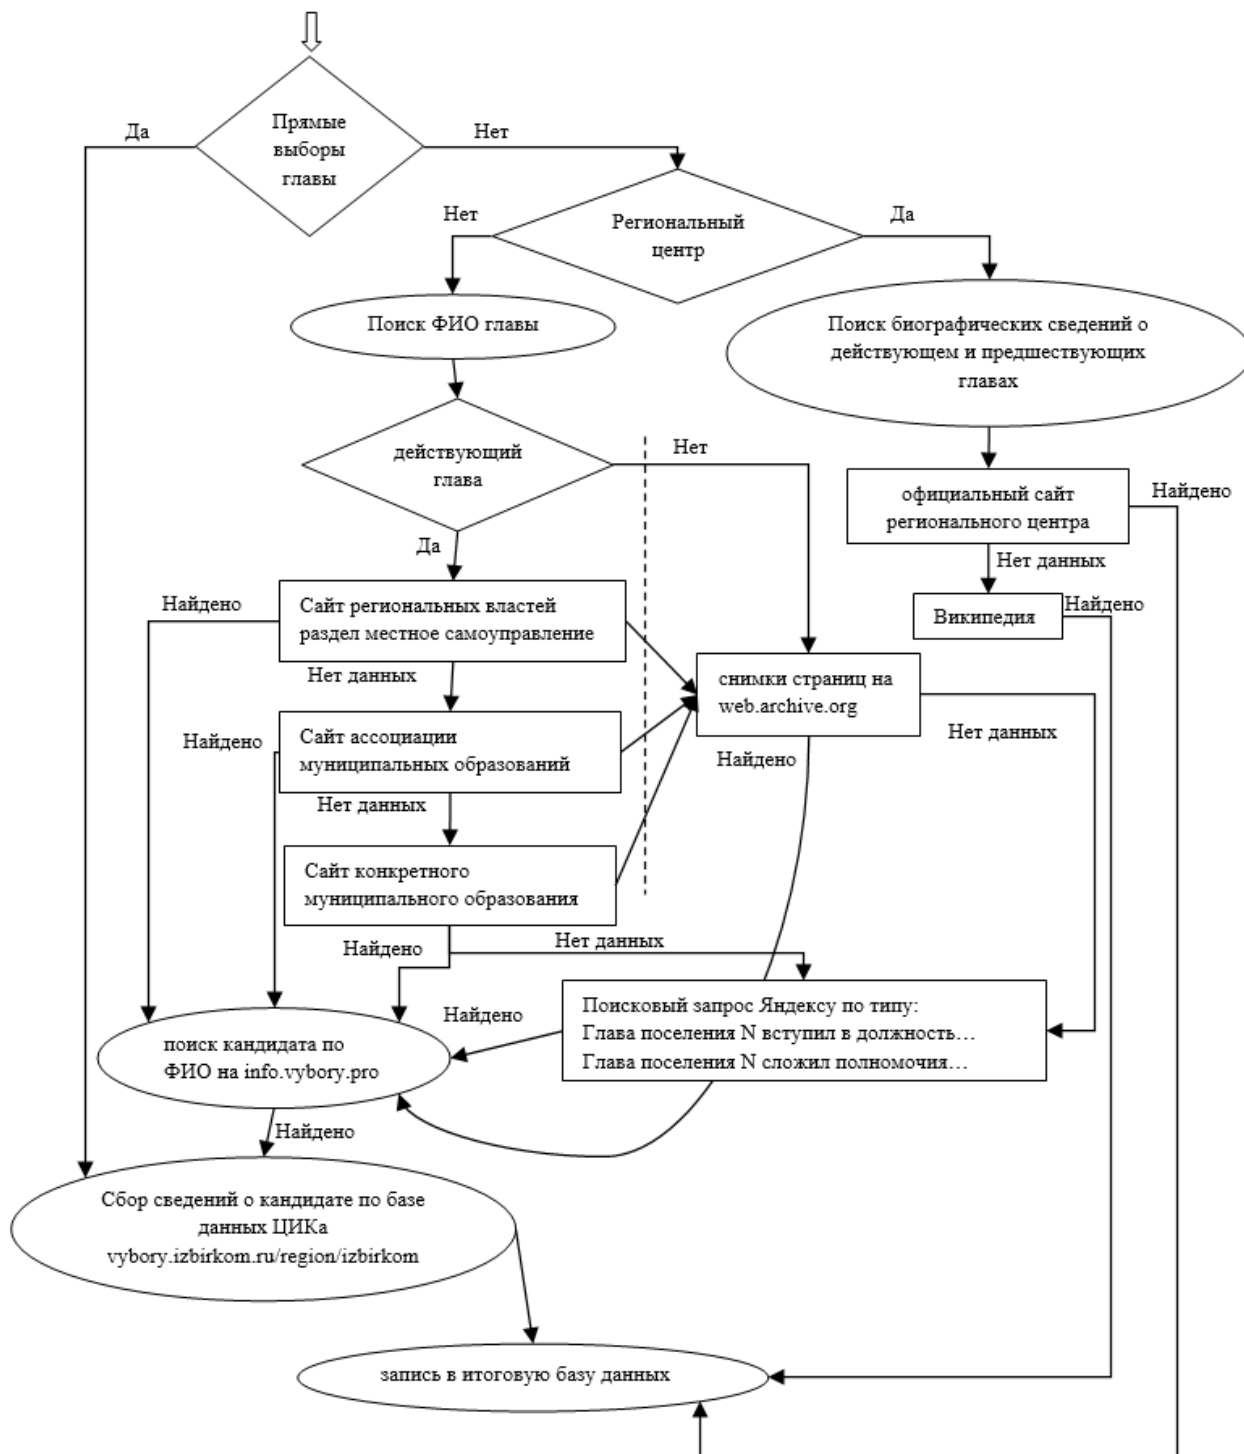 Да
Прямые
выборы
главы
Нет
Нет
Региональный
центр
Да
Поиск ФИО главы
Поиск биографических сведений о
действующем и предшествующих
главах
действующий
глава
Нет
официальный сайт
регионального центра
Найдено
Да
Нет данных
Найдено
Сайт региональных властей
раздел местное самоуправление
Википедия
Найдено
Нет данных
снимки страниц на
web.archive.org
Найдено
Сайт ассоциации
муниципальных образований
Нет данных
Найдено
Нет данных
Сайт конкретного
муниципального образования
Найдено
Нет данных
Найдено
Поисковый запрос Яндексу по типу:
Глава поселения N вступил в должность…
Глава поселения N сложил полномочия…
поиск кандидата по
ФИО на info.vybory.pro
Найдено
Сбор сведений о кандидате по базе
данных ЦИКа
vybory.izbirkom.ru/region/izbirkom
запись в итоговую базу данных